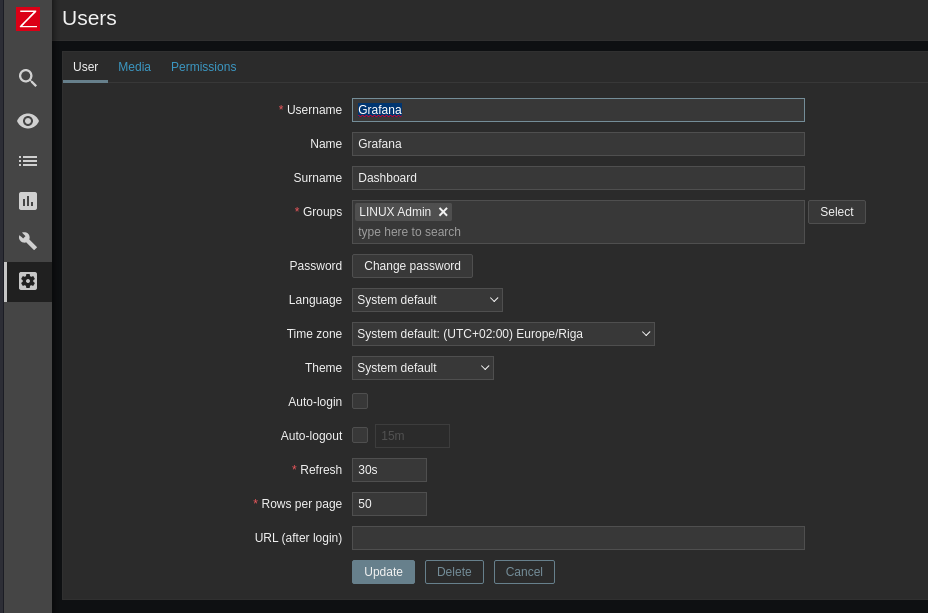 Z
Users
User Media Permissions
* Username Grafana
Name Grafana
Surname Dashboard
* Groups LINUX Admin Select
type here to search
Password Change password
Language System default
Time zone System default: (UTC+02:00) Europe/Riga
Theme System default
Auto-login
Auto-logout 15m
* Refresh 30s
* Rows per page 50
URL (after login)
Update Delete Cancel